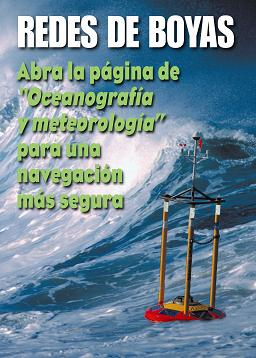 REDES DE BOYAS
Abra la página de
"Oceanografía
y meteorología"
para una
navegación
más segura